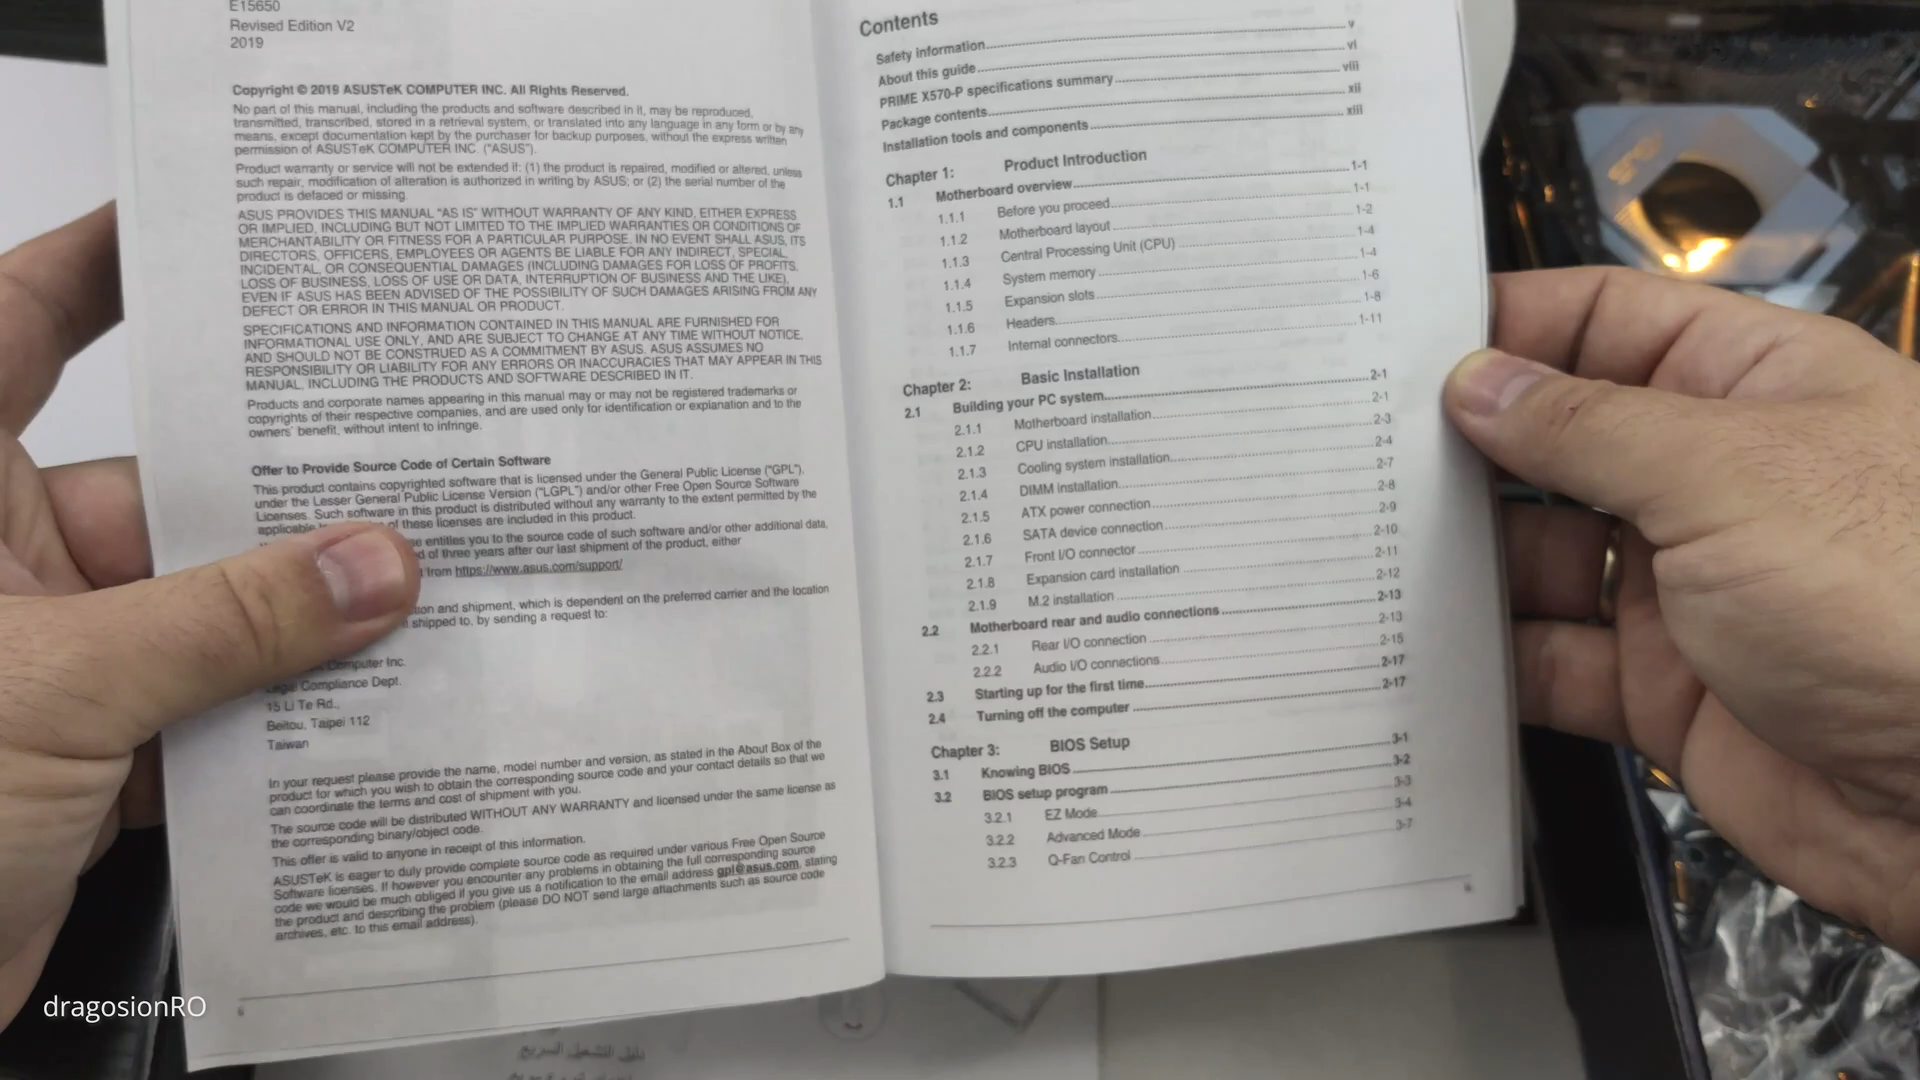 E15650
Revised Edition V2
2019
Copyright © 2019 ASUSTeK COMPUTER INC. All Rights Reserved.
No part of this manual, including the products and software described in it, may be reproduced,
transmitted, transcribed, stored in a retrieval system, or translated into any language in any form or by any
means, except documentation kept by the purchaser for backup purposes, without the express written
permission of ASUSTeK COMPUTER INC. ("ASUS").
Product warranty or service will not be extended if: (1) the product is repaired, modified or altered, unless
such repair, modification of alteration is authorized in writing by ASUS; or (2) the serial number of the
product is defaced or missing.
ASUS PROVIDES THIS MANUAL "AS IS" WITHOUT WARRANTY OF ANY KIND, EITHER EXPRESS
OR IMPLIED, INCLUDING BUT NOT LIMITED TO THE IMPLIED WARRANTIES OR CONDITIONS OF
MERCHANTABILITY OR FITNESS FOR A PARTICULAR PURPOSE. IN NO EVENT SHALL ASUS, ITS
DIRECTORS, OFFICERS, EMPLOYEES OR AGENTS BE LIABLE FOR ANY INDIRECT, SPECIAL,
INCIDENTAL, OR CONSEQUENTIAL DAMAGES (INCLUDING DAMAGES FOR LOSS OF PROFITS,
LOSS OF BUSINESS, LOSS OF USE OR DATA, INTERRUPTION OF BUSINESS AND THE LIKE),
EVEN IF ASUS HAS BEEN ADVISED OF THE POSSIBILITY OF SUCH DAMAGES ARISING FROM ANY
DEFECT OR ERROR IN THIS MANUAL OR PRODUCT.
SPECIFICATIONS AND INFORMATION CONTAINED IN THIS MANUAL ARE FURNISHED FOR
INFORMATIONAL USE ONLY, AND ARE SUBJECT TO CHANGE AT ANY TIME WITHOUT NOTICE,
AND SHOULD NOT BE CONSTRUED AS A COMMITMENT BY ASUS. ASUS ASSUMES NO
RESPONSIBILITY OR LIABILITY FOR ANY ERRORS OR INACCURACIES THAT MAY APPEAR IN THIS
MANUAL, INCLUDING THE PRODUCTS AND SOFTWARE DESCRIBED IN IT.
Products and corporate names appearing in this manual may or may not be registered trademarks or
copyrights of their respective companies, and are used only for identification or explanation and to the
owners' benefit, without intent to infringe.
Offer to Provide Source Code of Certain Software
This product contains copyrighted software that is licensed under the General Public License ("GPL"),
under the Lesser General Public License Version ("LGPL") and/or other Free Open Source Software
Licenses. Such software in this product is distributed without any warranty to the extent permitted by the
applicable of these licenses are included in this product.
entitles you to the source code of such software and/or other additional data,
of three years after our last shipment of the product, either
from https://www.asus.com/support/
and shipment, which is dependent on the preferred carrier and the location
shipped to, by sending a request to:
Computer Inc.
Legal Compliance Dept.
15 Li Te Rd.,
Beitou, Taipei 112
Taiwan
In your request please provide the name, model number and version, as stated in the About Box of the
product for which you wish to obtain the corresponding source code and your contact details so that we
can coordinate the terms and cost of shipment with you.
The source code will be distributed WITHOUT ANY WARRANTY and licensed under the same license as
the corresponding binary/object code.
This offer is valid to anyone in receipt of this information.
ASUSTeK is eager to duly provide complete source code as required under various Free Open Source
Software licenses. If however you encounter any problems in obtaining the full corresponding source
code we would be much obliged if you give us a notification to the email address gpl@asus.com, stating
the product and describing the problem (please DO NOT send large attachments such as source code
archives, etc. to this email address).
ii
Contents
Safety information v
About this guide vi
PRIME X570-P specifications summary viii
Package contents xii
Installation tools and components xiii
Chapter 1: Product Introduction
1.1 Motherboard overview 1-1
1.1.1 Before you proceed 1-1
1.1.2 Motherboard layout 1-2
1.1.3 Central Processing Unit (CPU) 1-4
1.1.4 System memory 1-4
1.1.5 Expansion slots 1-6
1.1.6 Headers 1-8
1.1.7 Internal connectors 1-11
Chapter 2: Basic Installation
2.1 Building your PC system 2-1
2.1.1 Motherboard installation 2-1
2.1.2 CPU installation 2-3
2.1.3 Cooling system installation 2-4
2.1.4 DIMM installation 2-7
2.1.5 ATX power connection 2-8
2.1.6 SATA device connection 2-9
2.1.7 Front I/O connector 2-10
2.1.8 Expansion card installation 2-11
2.1.9 M.2 installation 2-12
2.2 Motherboard rear and audio connections 2-13
2.2.1 Rear I/O connection 2-13
2.2.2 Audio I/O connections 2-15
2.3 Starting up for the first time 2-17
2.4 Turning off the computer 2-17
Chapter 3: BIOS Setup
3.1 Knowing BIOS 3-1
3.2 BIOS setup program 3-2
3.2.1 EZ Mode 3-3
3.2.2 Advanced Mode 3-4
3.2.3 Q-Fan Control 3-7
دليل التشغيل السريع
dragosionRO